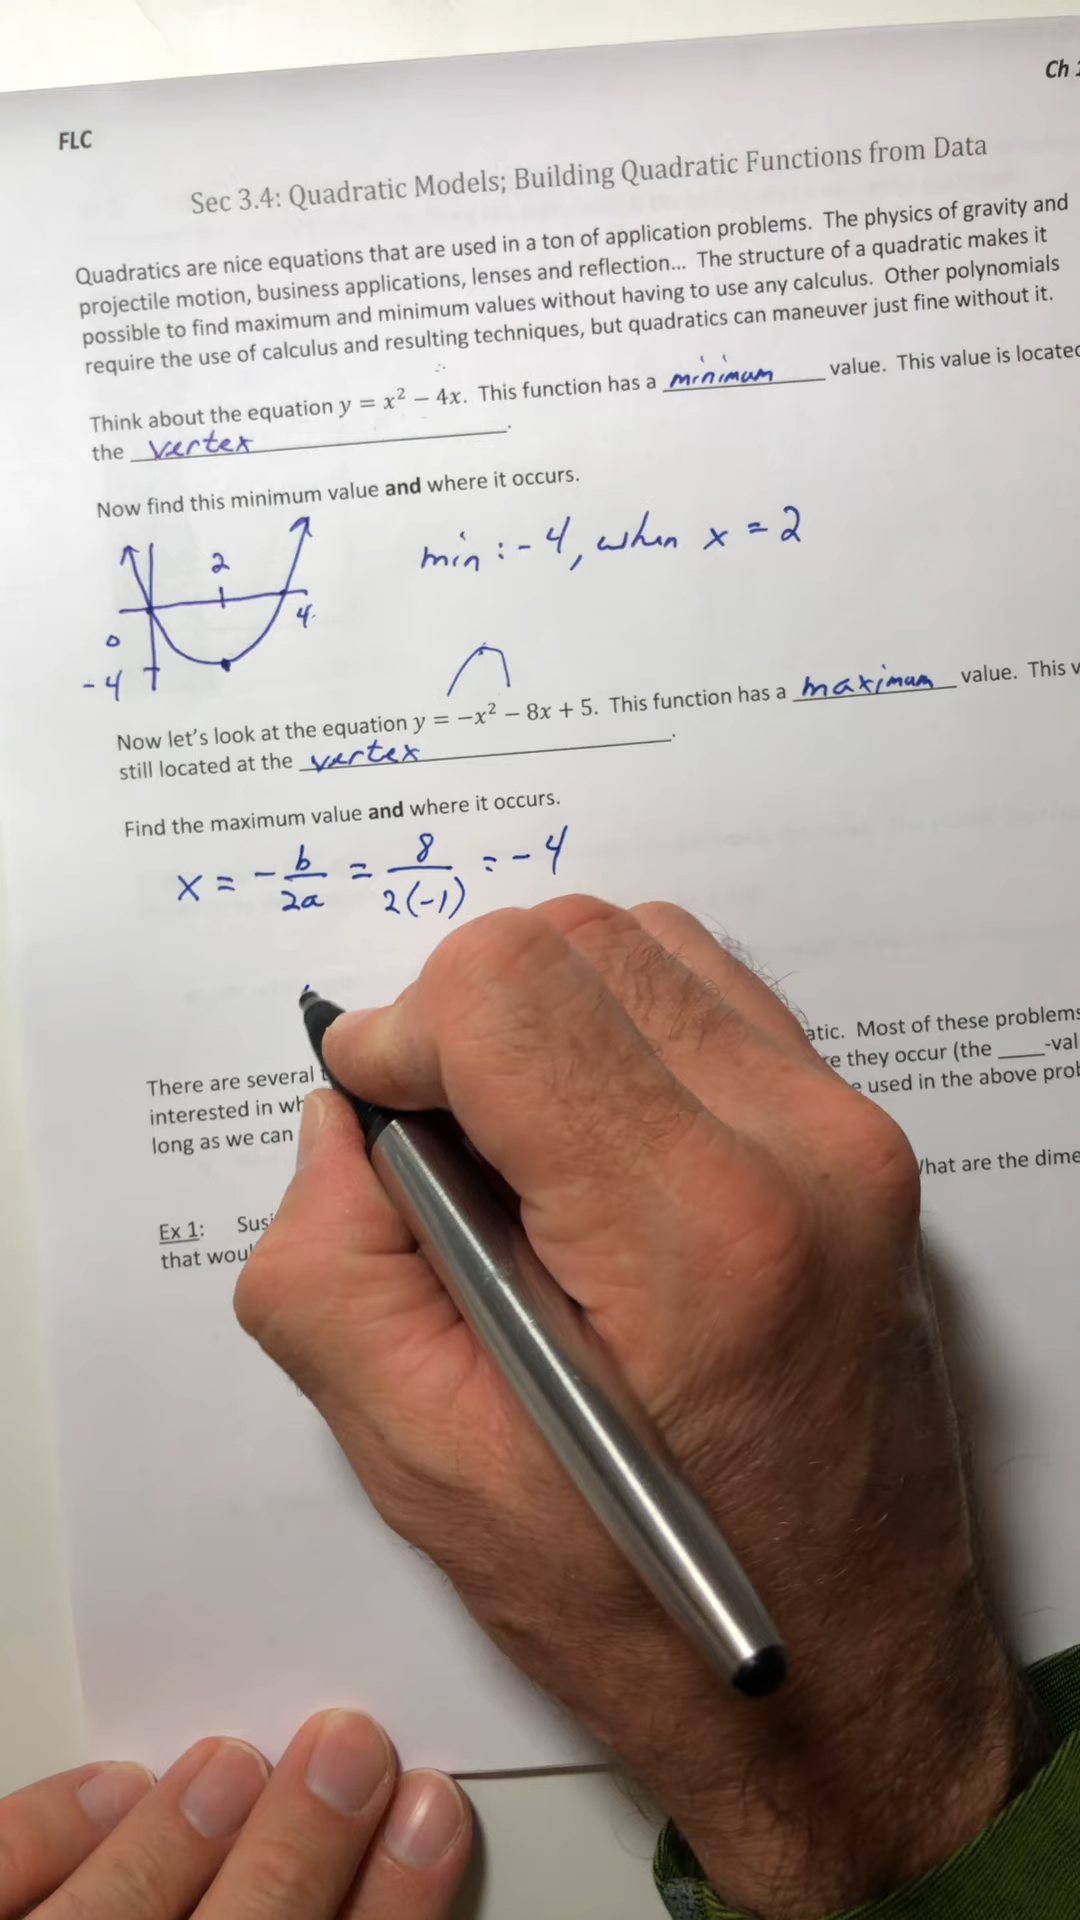 Ch
FLC
Sec 3.4: Quadratic Models; Building Quadratic Functions from Data
Quadratics are nice equations that are used in a ton of application problems. The physics of gravity and
projectile motion, business applications, lenses and reflection... The structure of a quadratic makes it
possible to find maximum and minimum values without having to use any calculus. Other polynomials
require the use of calculus and resulting techniques, but quadratics can maneuver just fine without it.
Think about the equation y = x² – 4x. This function has a minimum value. This value is located
the vertex.
Now find this minimum value and where it occurs.
min : -4, when x = 2
2
0
4
-4
Now let's look at the equation y = –x² – 8x + 5. This function has a maximum value. This
still located at the vertex.
Find the maximum value and where it occurs.
x = - b/2a = 8/2(-1) = -4
There are several atic. Most of these problems
interested in they occur (the ____-val
long as we can used in the above
hat are the dime
Ex 1: Susi
that woul